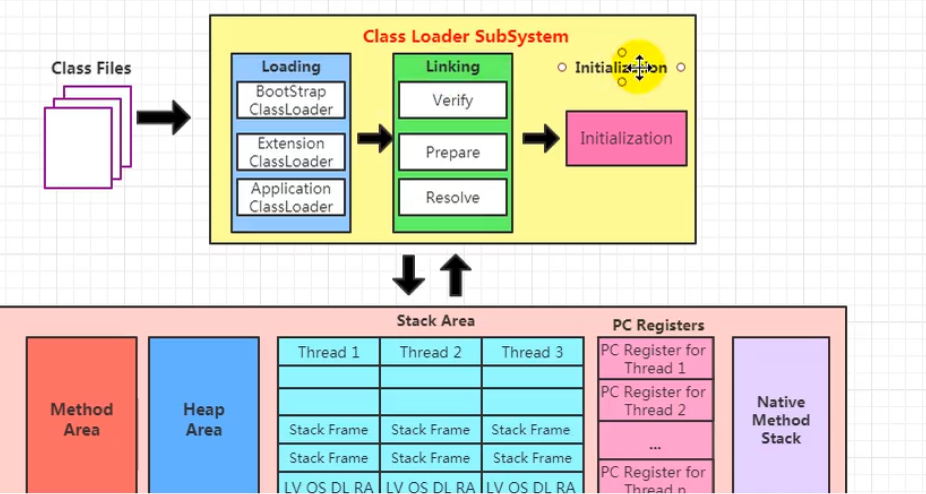 Class Loader SubSystem
Class Files
Loading
BootStrap
ClassLoader
Extension
ClassLoader
Application
ClassLoader
Linking
Verify
Prepare
Resolve
Initialization
Initialization
Stack Area
PC Registers
Method
Area
Heap
Area
Thread 1
Thread 2
Thread 3
Stack Frame
Stack Frame
Stack Frame
Stack Frame
Stack Frame
Stack Frame
LV OS DL RA
LV OS DL RA
LV OS DL RA
PC Register for
Thread 1
PC Register for
Thread 2
...
PC Register for
Thread n
Native
Method
Stack